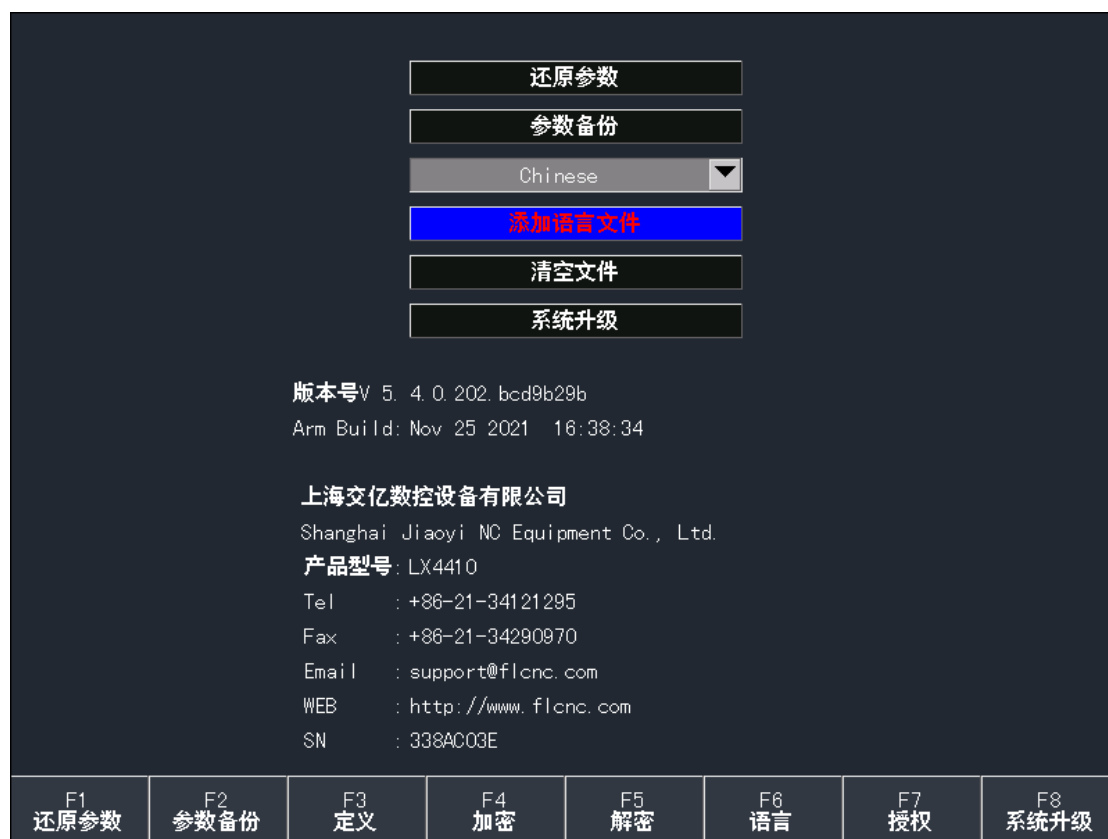 还原参数
参数备份
Chinese
添加语言文件
清空文件
系统升级
版本号V 5. 4. 0. 202. bcd9b29b
Arm Build: Nov 25 2021 16:38:34
上海交亿数控设备有限公司
Shanghai Jiaoyi NC Equipment Co., Ltd.
产品型号: LX4410
Tel : +86-21-34121295
Fax : +86-21-34290970
Email : support@flcnc.com
WEB : http://www.flcnc.com
SN : 338AC03E
F1 F2 F3 F4 F5 F6 F7 F8
还原参数 参数备份 定义 加密 解密 语言 授权 系统升级